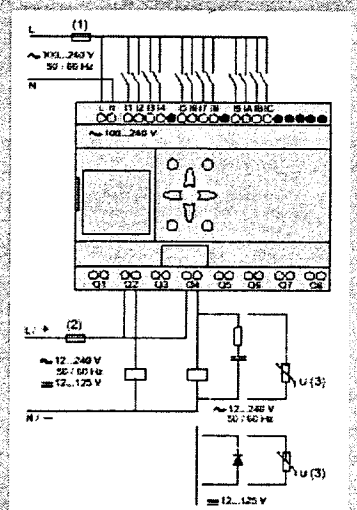 L (1)
~ 100...240 V
50 / 60 Hz
N
L N I1 I2 I3 I4 I5 I6 I7 I8 I9 IA IB IC
~ 100...240 V
Q1 Q2 Q3 Q4 Q5 Q6 Q7 Q8
L / + (2)
~ 12...240 V
50 / 60 Hz
12...125 V
U (3)
N / –
~ 12...240 V
50 / 60 Hz
U (3)
12...125 V